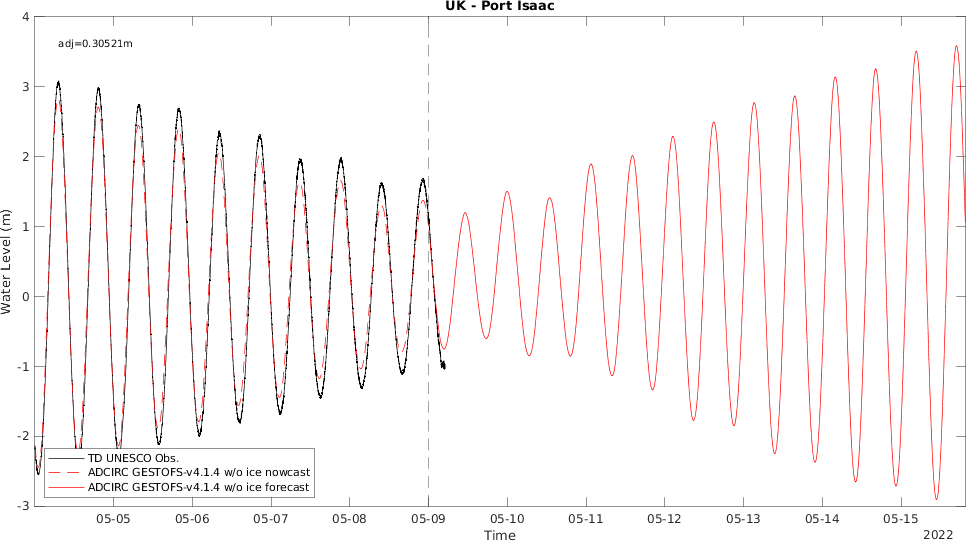 UK - Port Isaac
adj=0.30521m
4
3
2
1
0
-1
-2
-3
Water Level (m)
TD UNESCO Obs.
ADCIRC GESTOFS-v4.1.4 w/o ice nowcast
ADCIRC GESTOFS-v4.1.4 w/o ice forecast
05-05 05-06 05-07 05-08 05-09 05-10 05-11 05-12 05-13 05-14 05-15
Time
2022